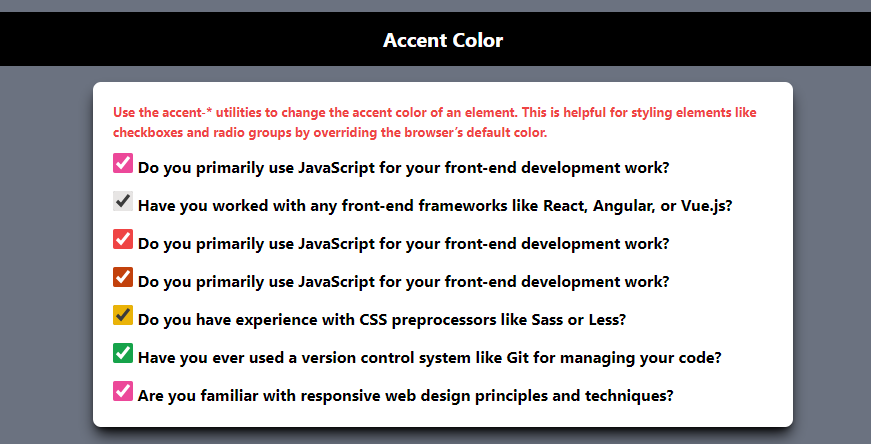 Accent Color
Use the accent-* utilities to change the accent color of an element. This is helpful for styling elements like
checkboxes and radio groups by overriding the browser’s default color.
Do you primarily use JavaScript for your front-end development work?
Have you worked with any front-end frameworks like React, Angular, or Vue.js?
Do you primarily use JavaScript for your front-end development work?
Do you primarily use JavaScript for your front-end development work?
Do you have experience with CSS preprocessors like Sass or Less?
Have you ever used a version control system like Git for managing your code?
Are you familiar with responsive web design principles and techniques?